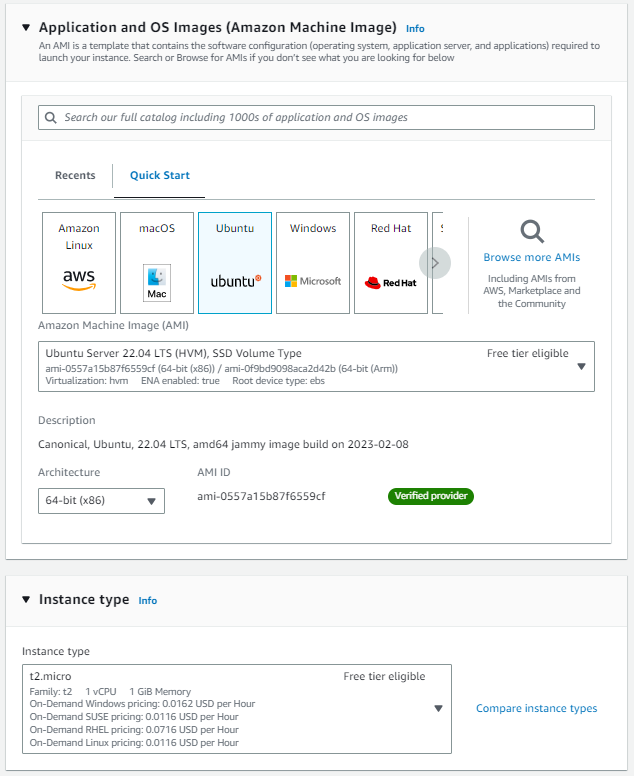 Application and OS Images (Amazon Machine Image) Info
An AMI is a template that contains the software configuration (operating system, application server, and applications) required to
launch your instance. Search or Browse for AMIs if you don't see what you are looking for below
Search our full catalog including 1000s of application and OS images
Recents
Quick Start
Amazon
Linux
aws
macOS
Mac
Ubuntu
ubuntu
Windows
Microsoft
Red Hat
Red Hat
S
Browse more AMIs
Including AMIs from
AWS, Marketplace and
the Community
Amazon Machine Image (AMI)
Ubuntu Server 22.04 LTS (HVM), SSD Volume Type Free tier eligible
ami-0557a15b87f6559cf (64-bit (x86)) / ami-0f9bd9098aca2d42b (64-bit (Arm))
Virtualization: hvm ENA enabled: true Root device type: ebs
Description
Canonical, Ubuntu, 22.04 LTS, amd64 jammy image build on 2023-02-08
Architecture AMI ID
64-bit (x86) ami-0557a15b87f6559cf Verified provider
Instance type Info
Instance type
t2.micro Free tier eligible
Family: t2 1 vCPU 1 GiB Memory
On-Demand Windows pricing: 0.0162 USD per Hour
On-Demand SUSE pricing: 0.0116 USD per Hour
On-Demand RHEL pricing: 0.0716 USD per Hour
On-Demand Linux pricing: 0.0116 USD per Hour
Compare instance types